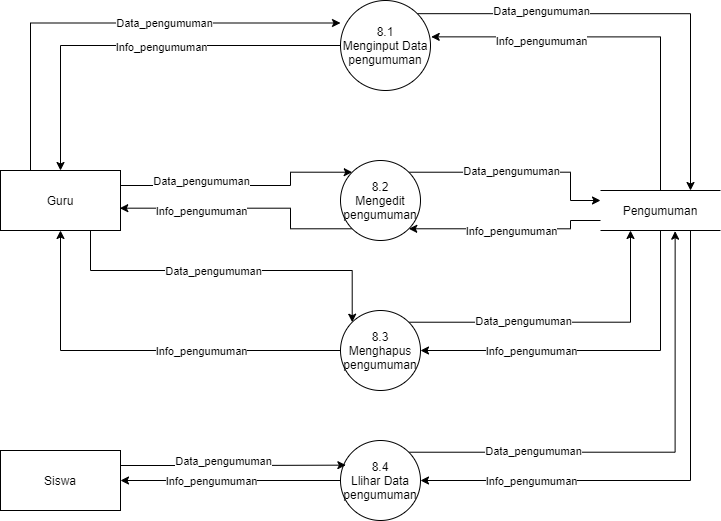 Data_pengumuman
Data_pengumuman
8.1
Menginput Data
pengumuman
Info_pengumuman
Info_pengumuman
Data_pengumuman
Data_pengumuman
8.2
Mengedit
pengumuman
Guru
Info_pengumuman
Info_pengumuman
Pengumuman
Data_pengumuman
Data_pengumuman
8.3
Menghapus
pengumuman
Info_pengumuman
Info_pengumuman
Data_pengumuman
Data_pengumuman
8.4
Llihar Data
pengumuman
Siswa
Info_pengumuman
Info_pengumuman